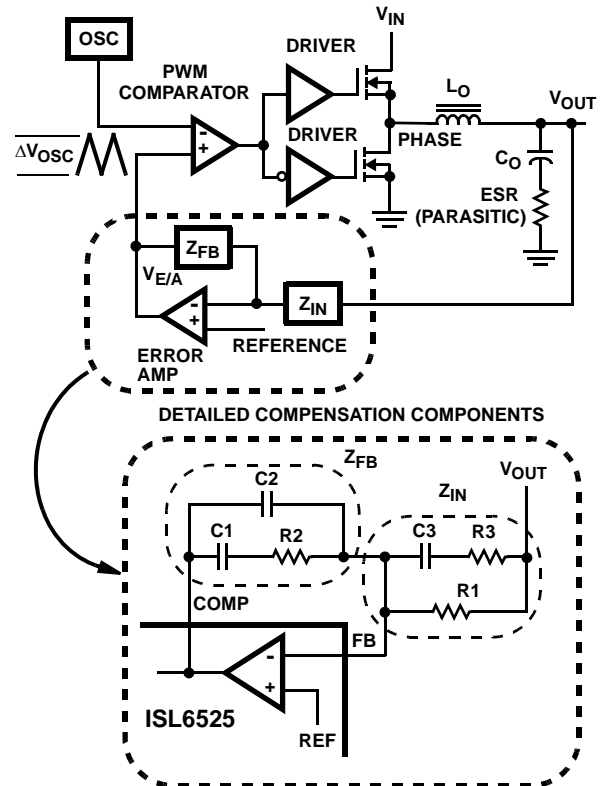 OSC
PWM
COMPARATOR
DRIVER
V_IN
L_O
V_OUT
DRIVER
PHASE
C_O
ESR
(PARASITIC)
ΔV_OSC
Z_FB
V_E/A
Z_IN
REFERENCE
ERROR
AMP
DETAILED COMPENSATION COMPONENTS
Z_FB
V_OUT
C2
Z_IN
C1
R2
C3
R3
R1
COMP
FB
ISL6525
REF
-
+
-
+
-
+